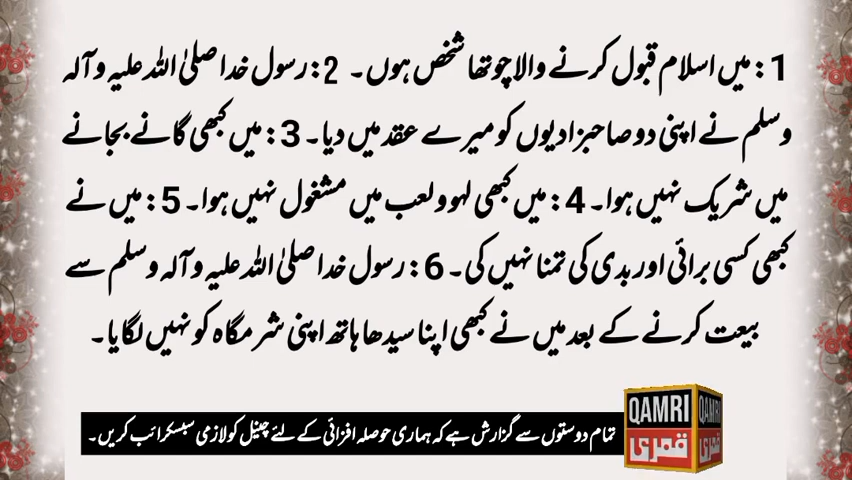 1: میں اسلام قبول کرنے والا چوتھا شخص ہوں۔ 2: رسول خدا صلی اللہ علیہ و آلہ
وسلم نے اپنی دو صاحبزادیوں کو میرے عقد میں دیا۔ 3: میں کبھی گانے بجانے
میں شریک نہیں ہوا۔ 4: میں کبھی لہو و لعب میں مشغول نہیں ہوا۔ 5: میں نے
کبھی کسی برائی اور بدی کی تمنا نہیں کی۔ 6: رسول خدا صلی اللہ علیہ و آلہ وسلم سے
بیعت کرنے کے بعد میں نے کبھی اپنا سیدھا ہاتھ اپنی شرمگاہ کو نہیں لگایا۔
تمام دوستوں سے گزارش ہے کہ ہماری حوصلہ افزائی کے لئے چینل کو لازمی سبسکرائب کریں۔
QAMRI
قمری
QAMRI
قمری